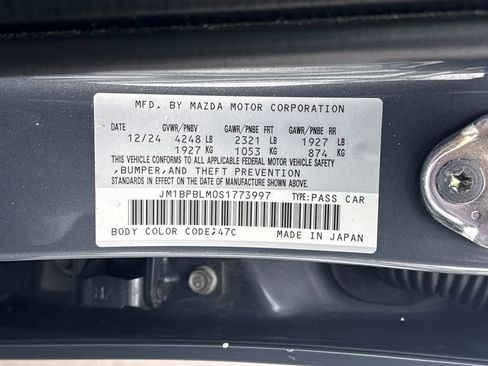 MFD. BY MAZDA MOTOR CORPORATION
DATE GVWR/PNBV GAWR/PNBE FRT GAWR/PNBE RR
12/24 4248 LB 2321 LB 1927 LB
1927 KG 1053 KG 874 KG
THIS VEHICLE CONFORMS TO ALL APPLICABLE FEDERAL MOTOR VEHICLE SAFETY
,BUMPER,AND THEFT PREVENTION
STANDARDS IN EFFECT ON THE DATE OF MANUFACTURE SHOWN ABOVE.
JM1BPBLM0S1773997 TYPE:PASS CAR
BODY COLOR CODE;47C MADE IN JAPAN